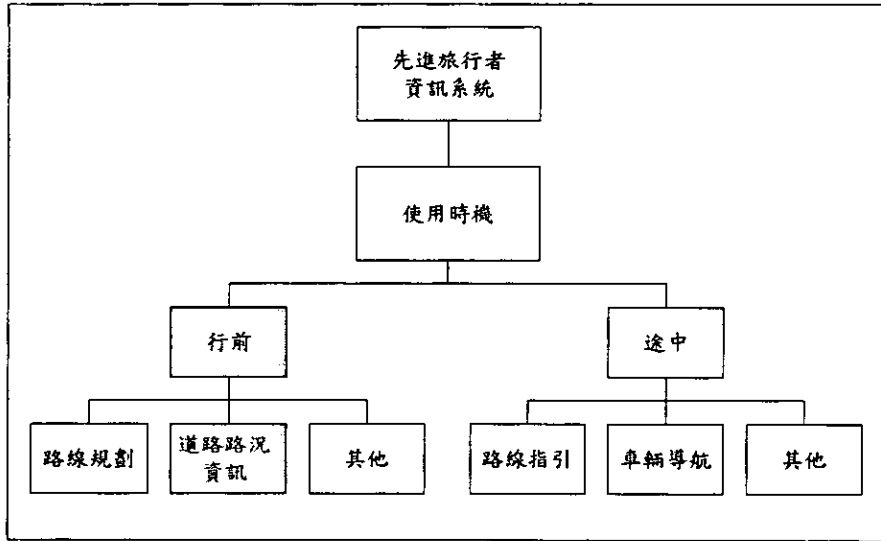 先進旅行者
資訊系統
使用時機
行前
途中
路線規劃
道路路況
資訊
其他
路線指引
車輛導航
其他